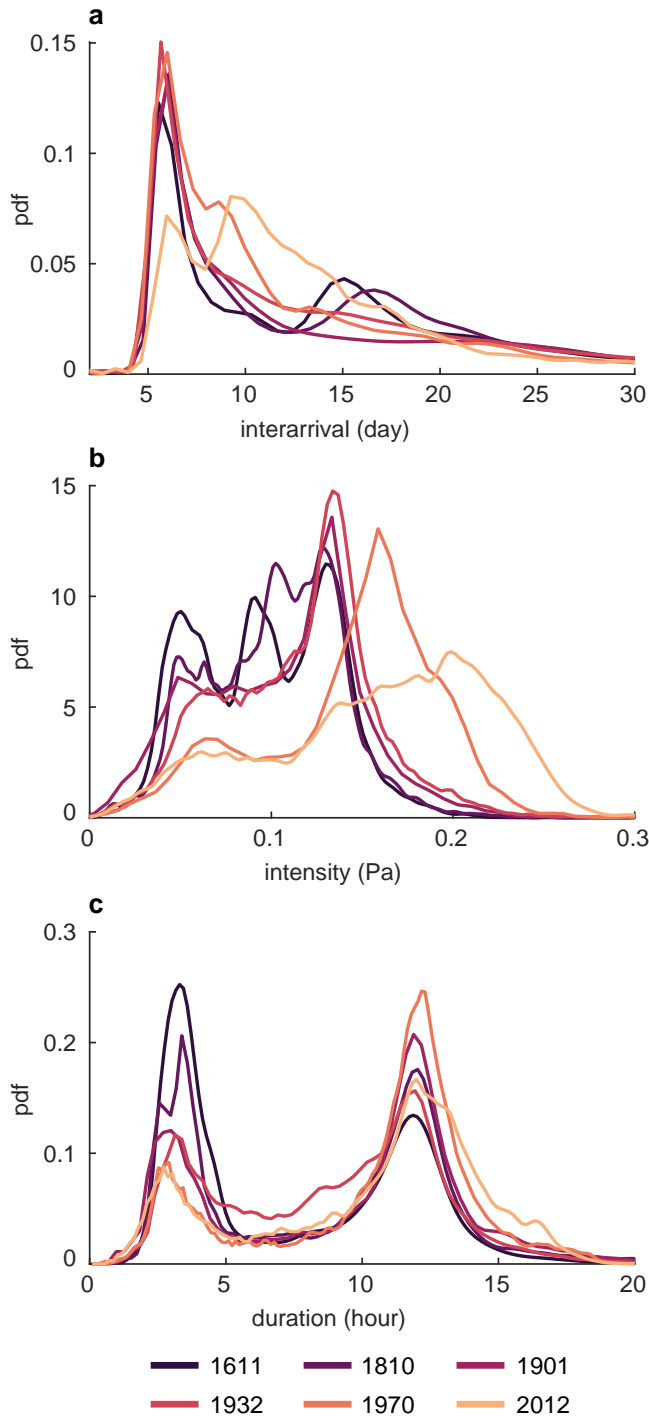 a
0.15
0.1
0.05
0
pdf
5 10 15 20 25 30
interarrival (day)
b
15
10
5
0
pdf
0 0.1 0.2 0.3
intensity (Pa)
c
0.3
0.2
0.1
0
pdf
0 5 10 15 20
duration (hour)
1611 1810 1901
1932 1970 2012